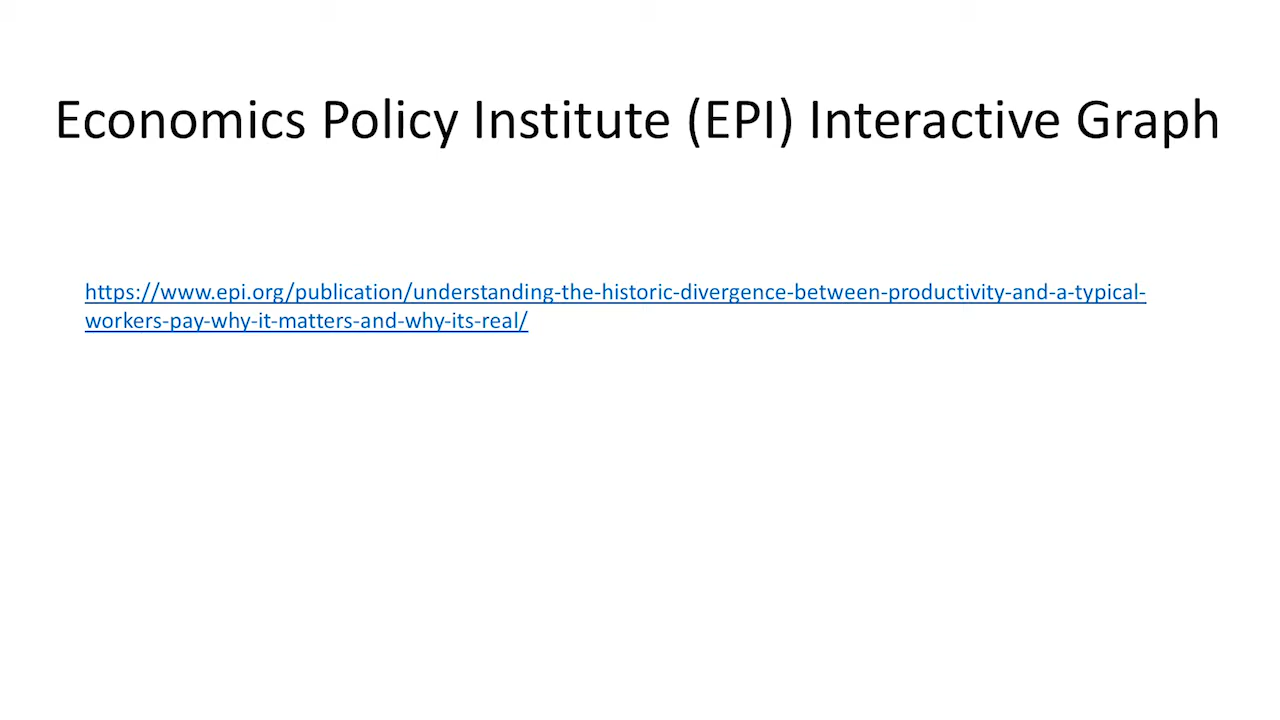 Economics Policy Institute (EPI) Interactive Graph
https://www.epi.org/publication/understanding-the-historic-divergence-between-productivity-and-a-typical-
workers-pay-why-it-matters-and-why-its-real/